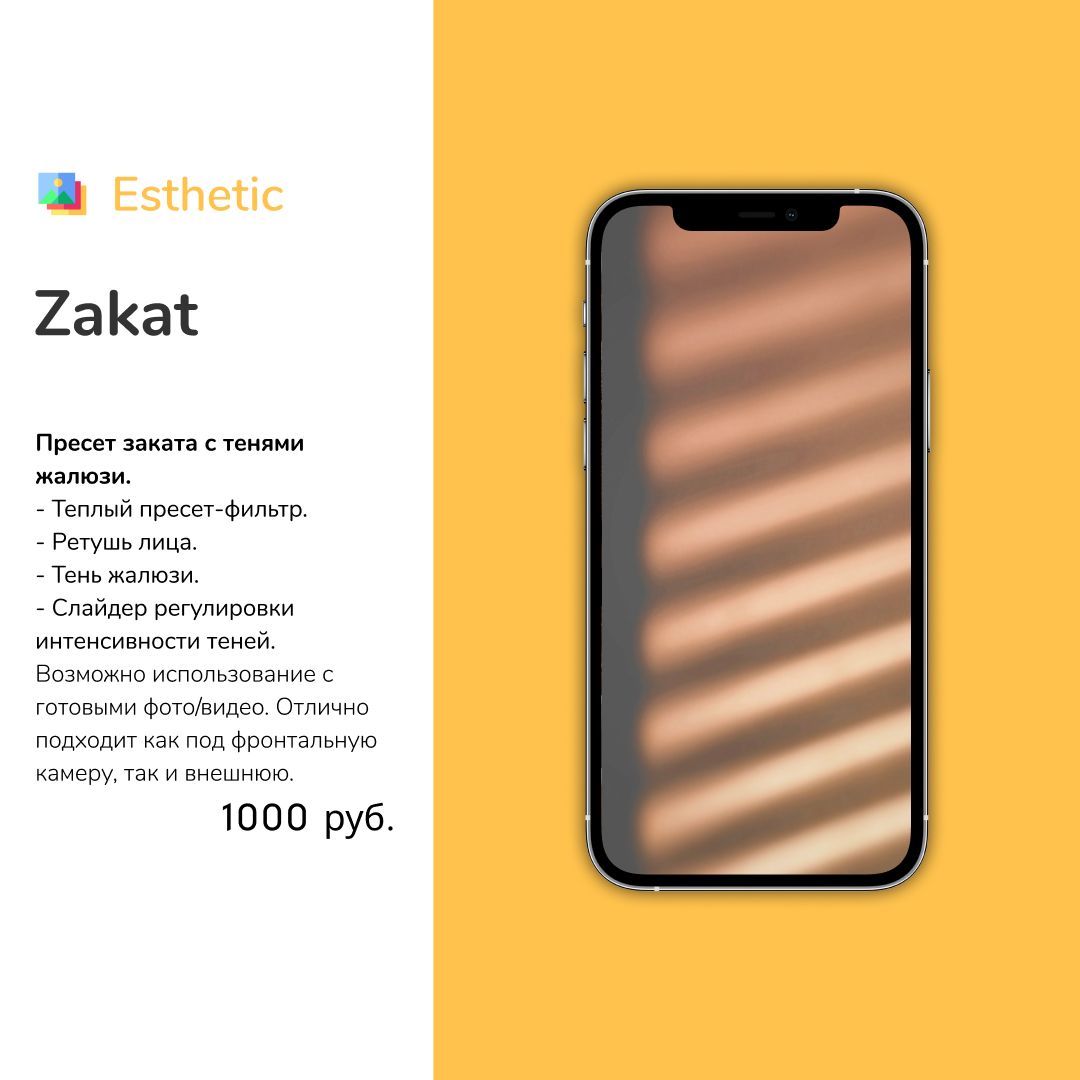 Esthetic
Zakat
Пресет заката с тенями
жалюзи.
- Теплый пресет-фильтр.
- Ретушь лица.
- Тень жалюзи.
- Слайдер регулировки
интенсивности теней.
Возможно использование с
готовыми фото/видео. Отлично
подходит как под фронтальную
камеру, так и внешнюю.
1000 руб.